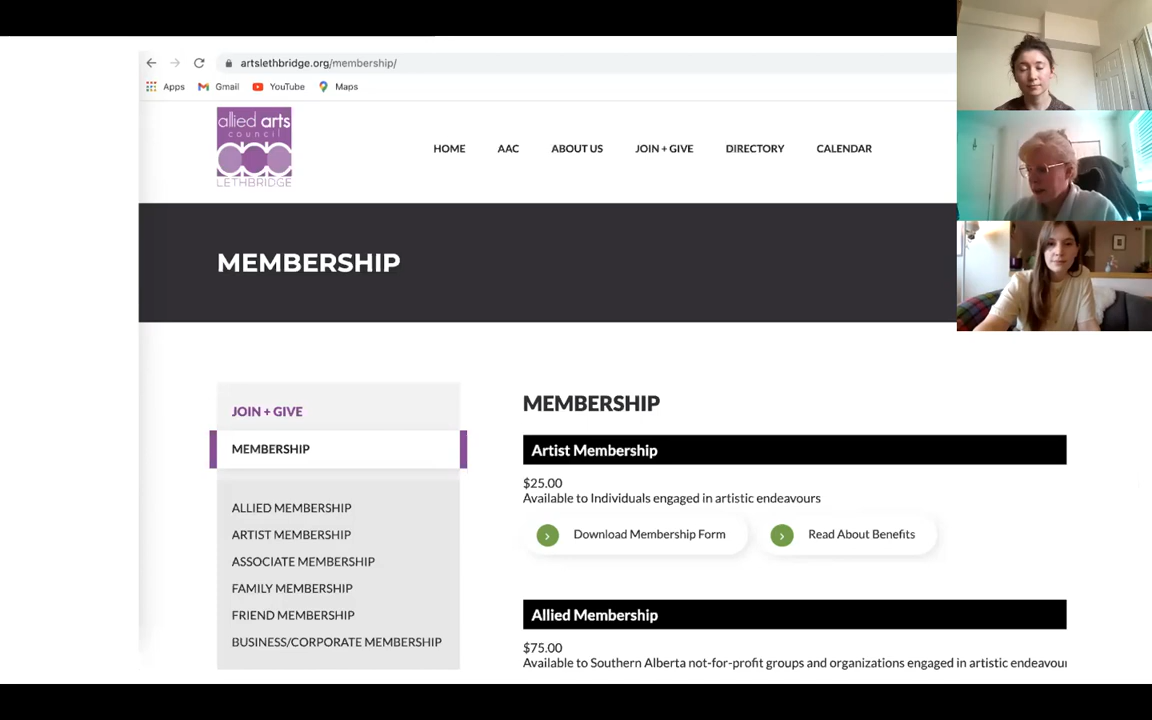 artslethbridge.org/membership/
Apps Gmail YouTube Maps
allied arts
council
LETHBRIDGE
HOME AAC ABOUT US JOIN + GIVE DIRECTORY CALENDAR
MEMBERSHIP
JOIN + GIVE
MEMBERSHIP
ALLIED MEMBERSHIP
ARTIST MEMBERSHIP
ASSOCIATE MEMBERSHIP
FAMILY MEMBERSHIP
FRIEND MEMBERSHIP
BUSINESS/CORPORATE MEMBERSHIP
MEMBERSHIP
Artist Membership
$25.00
Available to Individuals engaged in artistic endeavours
Download Membership Form Read About Benefits
Allied Membership
$75.00
Available to Southern Alberta not-for-profit groups and organizations engaged in artistic endeavour